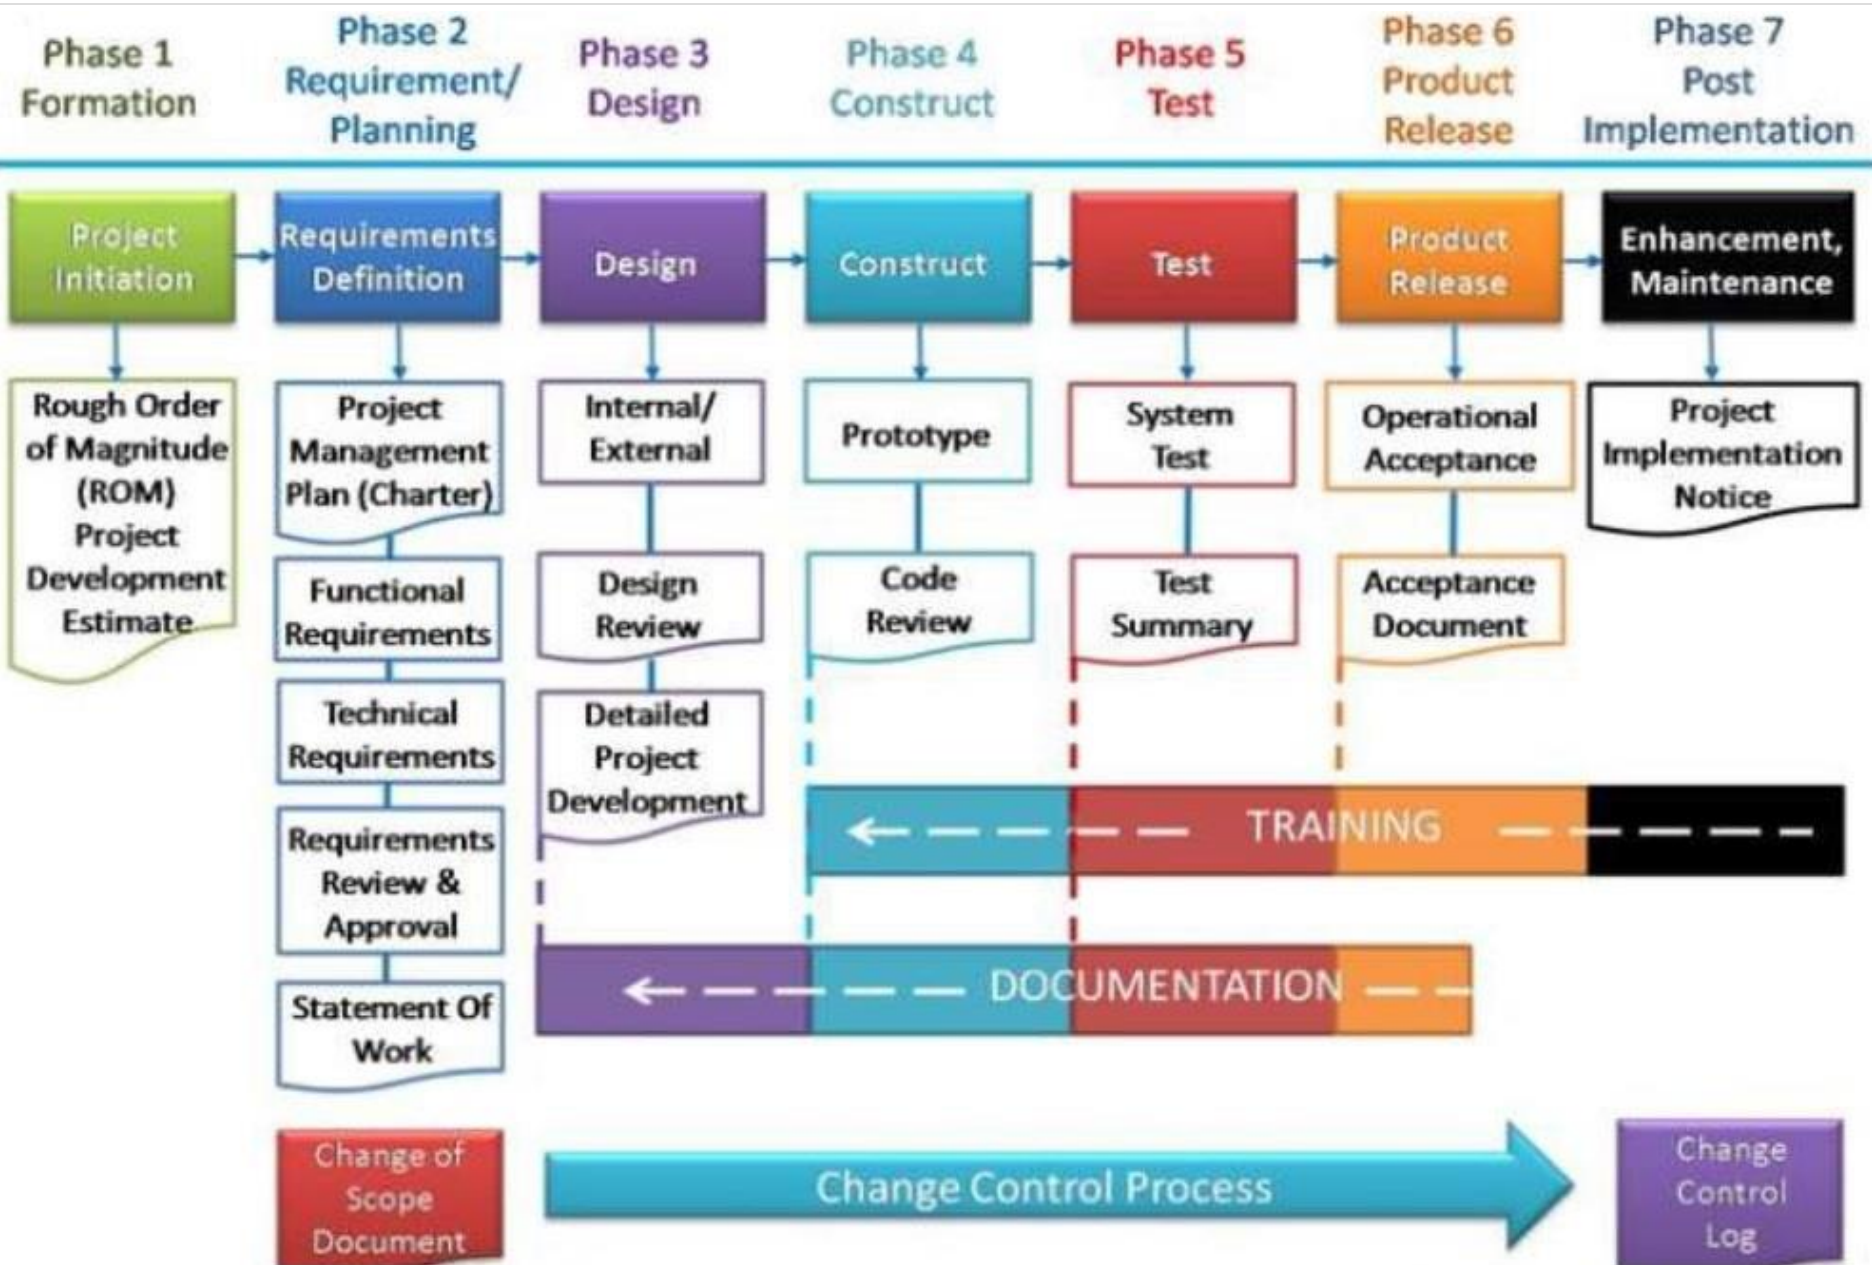 Phase 1
Formation
Phase 2
Requirement/
Planning
Phase 3
Design
Phase 4
Construct
Phase 5
Test
Phase 6
Product
Release
Phase 7
Post
Implementation
Project
Initiation
Requirements
Definition
Design
Construct
Test
Product
Release
Enhancement,
Maintenance
Rough Order
of Magnitude
(ROM)
Project
Development
Estimate
Project
Management
Plan (Charter)
Functional
Requirements
Technical
Requirements
Requirements
Review &
Approval
Statement Of
Work
Internal/
External
Design
Review
Detailed
Project
Development
Prototype
Code
Review
System
Test
Test
Summary
Operational
Acceptance
Acceptance
Document
Project
Implementation
Notice
TRAINING
DOCUMENTATION
Change of
Scope
Document
Change Control Process
Change
Control
Log